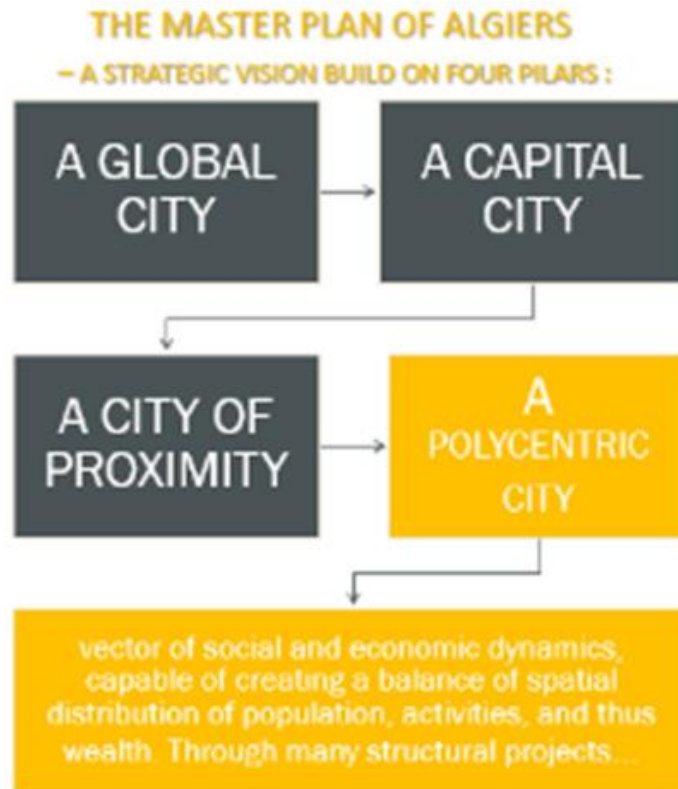 THE MASTER PLAN OF ALGIERS
– A STRATEGIC VISION BUILD ON FOUR PILARS :
A GLOBAL
CITY
A CAPITAL
CITY
A CITY OF
PROXIMITY
A
POLYCENTRIC
CITY
vector of social and economic dynamics,
capable of creating a balance of spatial
distribution of population, activities, and thus
wealth. Through many structural projects...